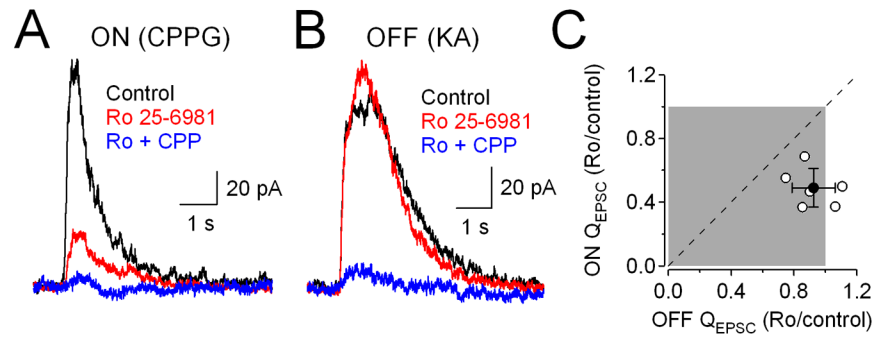 A
ON (CPPG)
Control
Ro 25-6981
Ro + CPP
20 pA
1 s
B
OFF (KA)
Control
Ro 25-6981
Ro + CPP
20 pA
1 s
C
ON Q_EPSC (Ro/control)
1.2
0.8
0.4
0.0
0.0 0.4 0.8 1.2
OFF Q_EPSC (Ro/control)